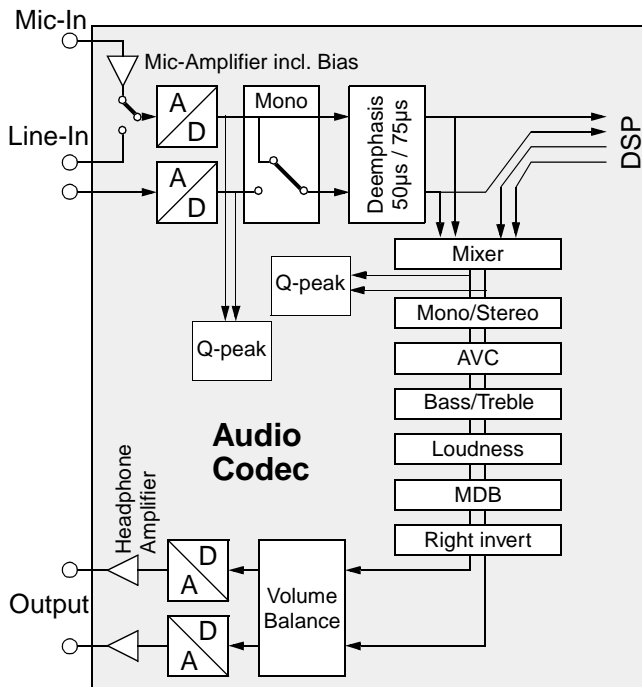 Mic-In
Mic-Amplifier incl. Bias
A
D
Mono
Deemphasis
50µs / 75µs
DSP
Line-In
A
D
Mixer
Q-peak
Mono/Stereo
Q-peak
AVC
Bass/Treble
Audio
Codec
Loudness
MDB
Right invert
Headphone
Amplifier
D
A
Volume
Balance
Output
D
A